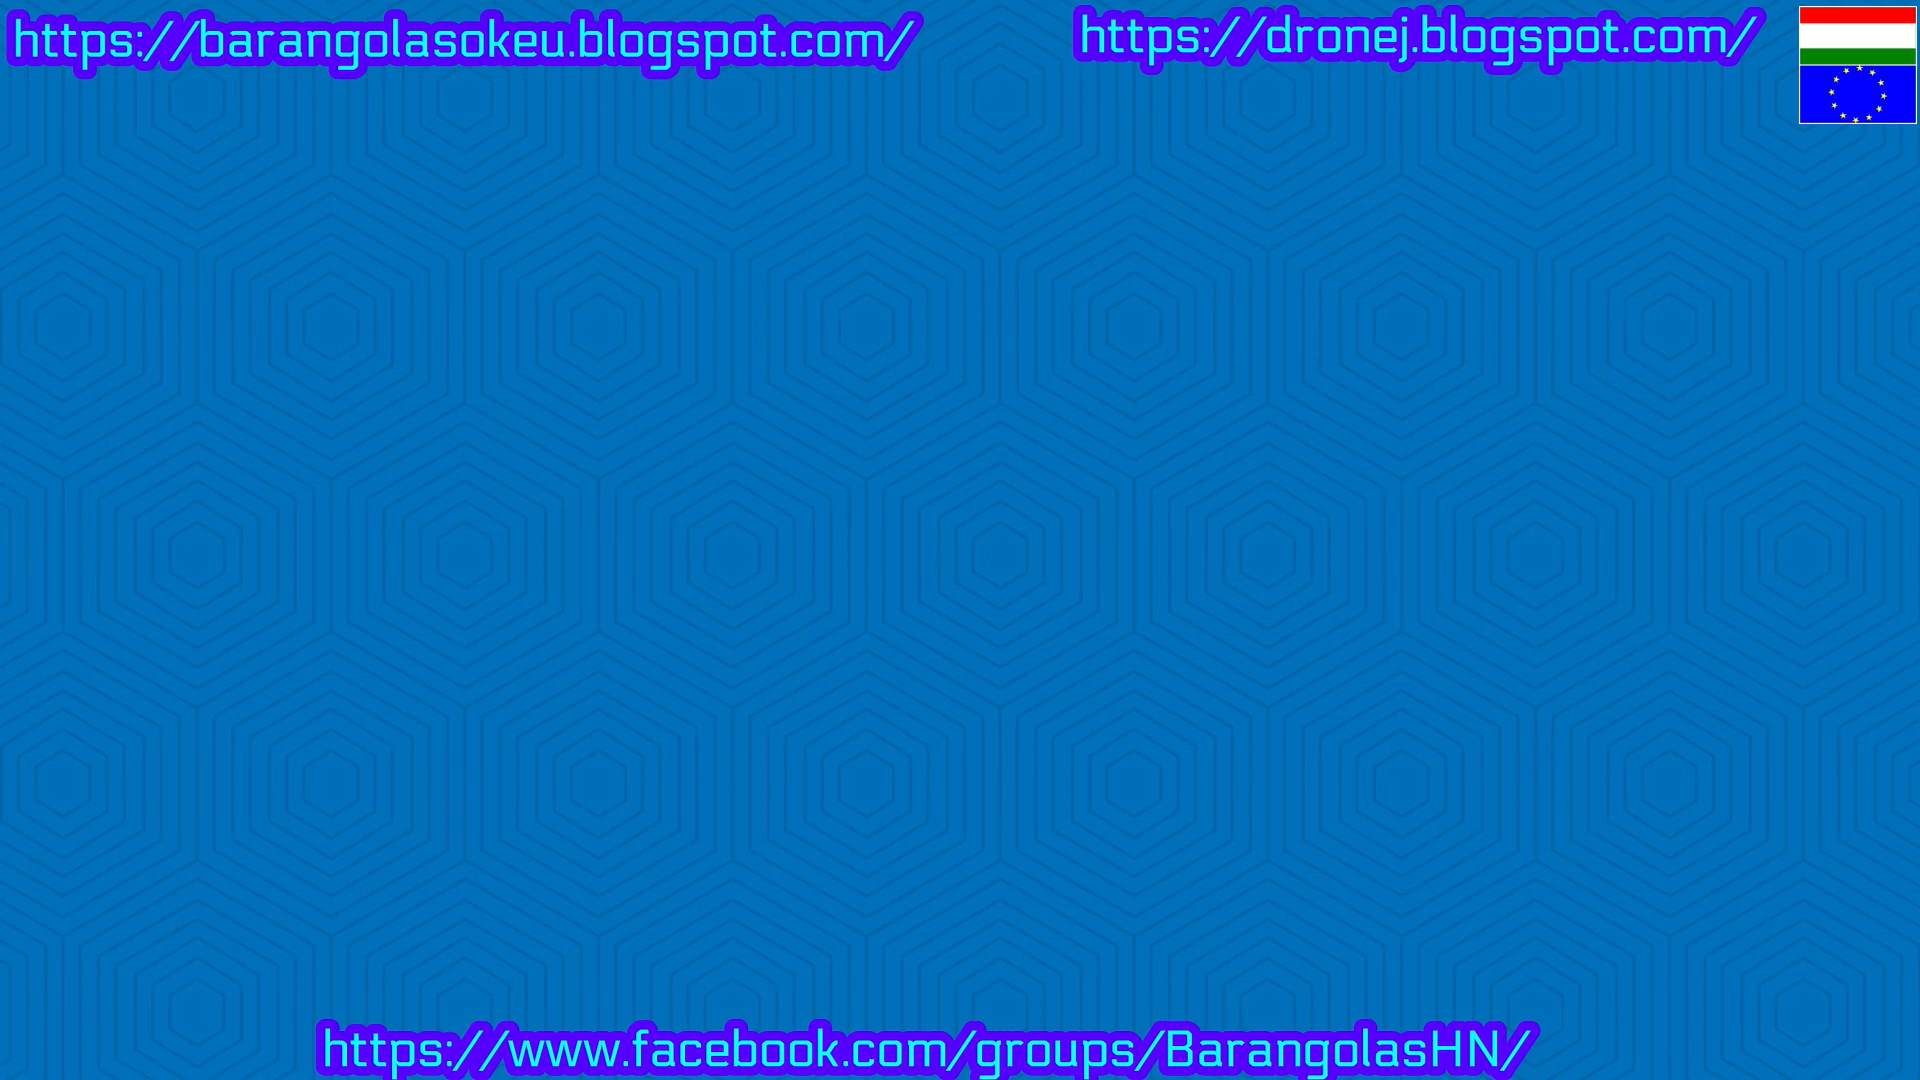 https://barangolasokeu.blogspot.com/
https://dronej.blogspot.com/
https://www.facebook.com/groups/BarangolasHN/